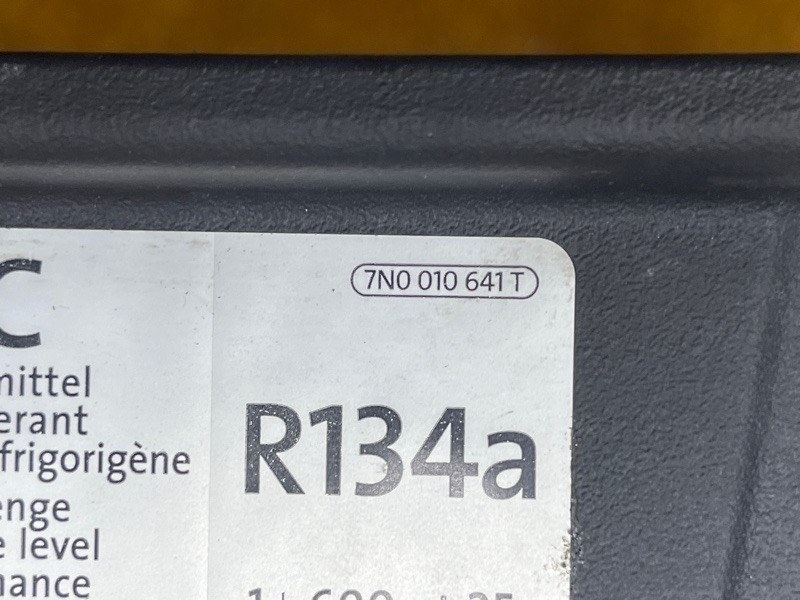 7N0 010 641 T
C
mittel
erant
frigorigène
R134a
enge
e level
nance